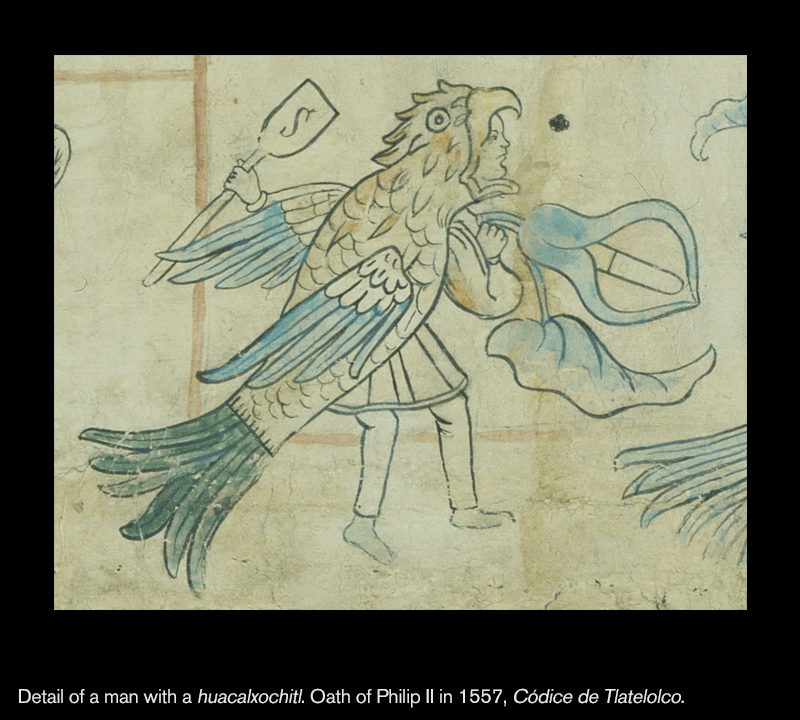 Detail of a man with a huacalxochitl. Oath of Philip II in 1557, Códice de Tlatelolco.